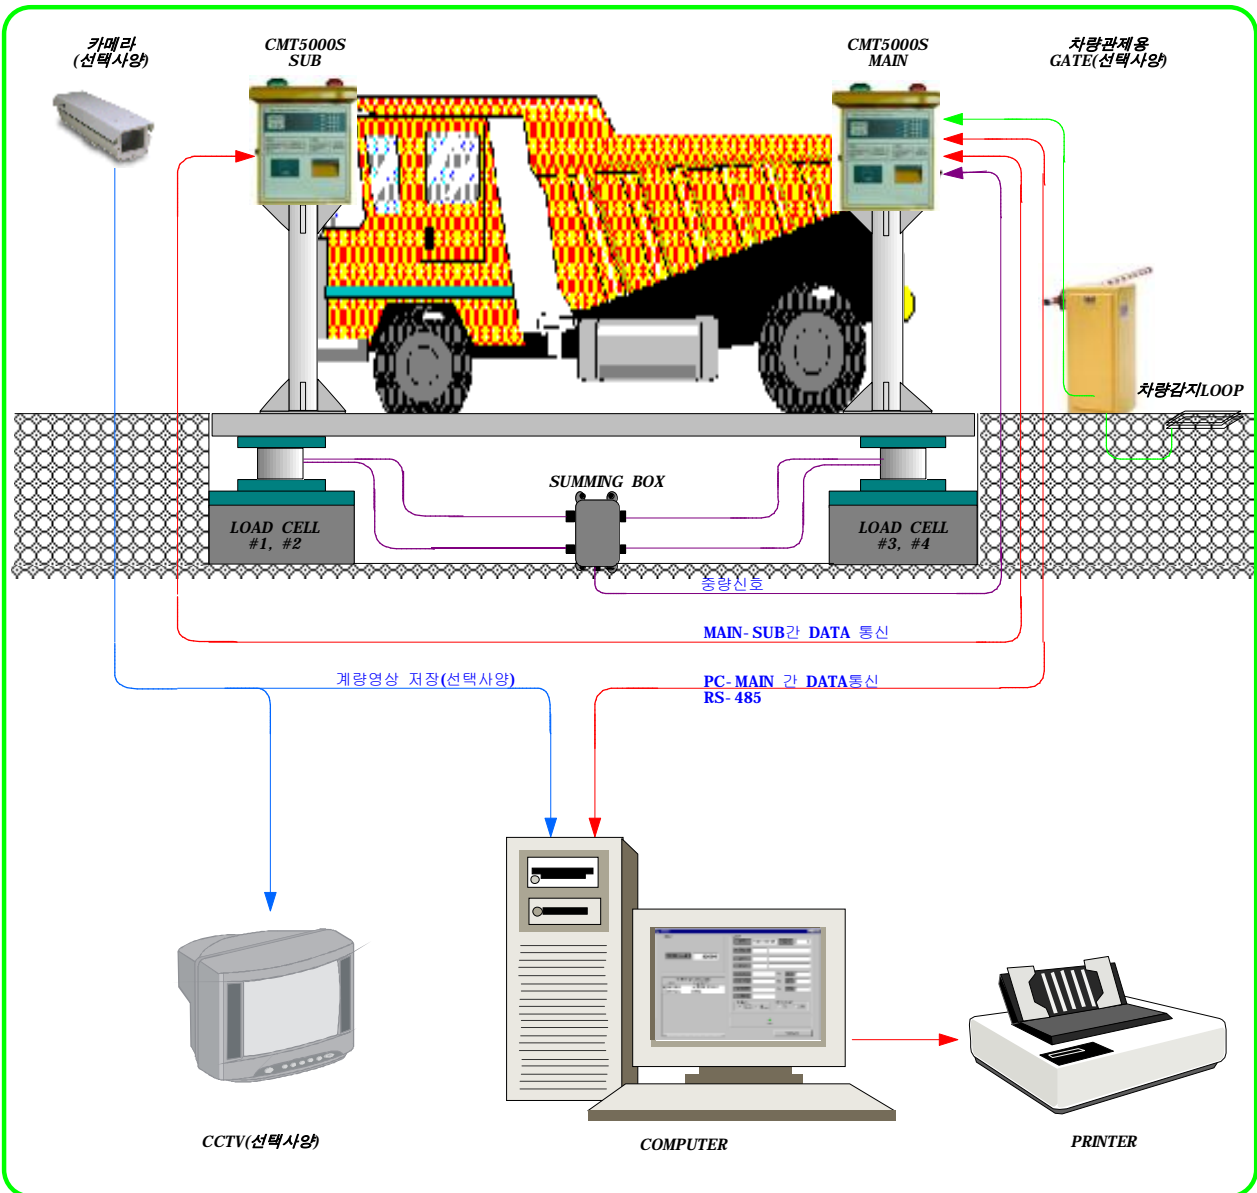 카메라
(선택사양)
CMT5000S
SUB
CMT5000S
MAIN
차량관제용
GATE(선택사양)
차량감지LOOP
SUMMING BOX
LOAD CELL
#1, #2
LOAD CELL
#3, #4
중량신호
MAIN-SUB간 DATA 통신
계량영상 저장(선택사양)
PC-MAIN 간 DATA통신
RS-485
CCTV(선택사양)
COMPUTER
PRINTER